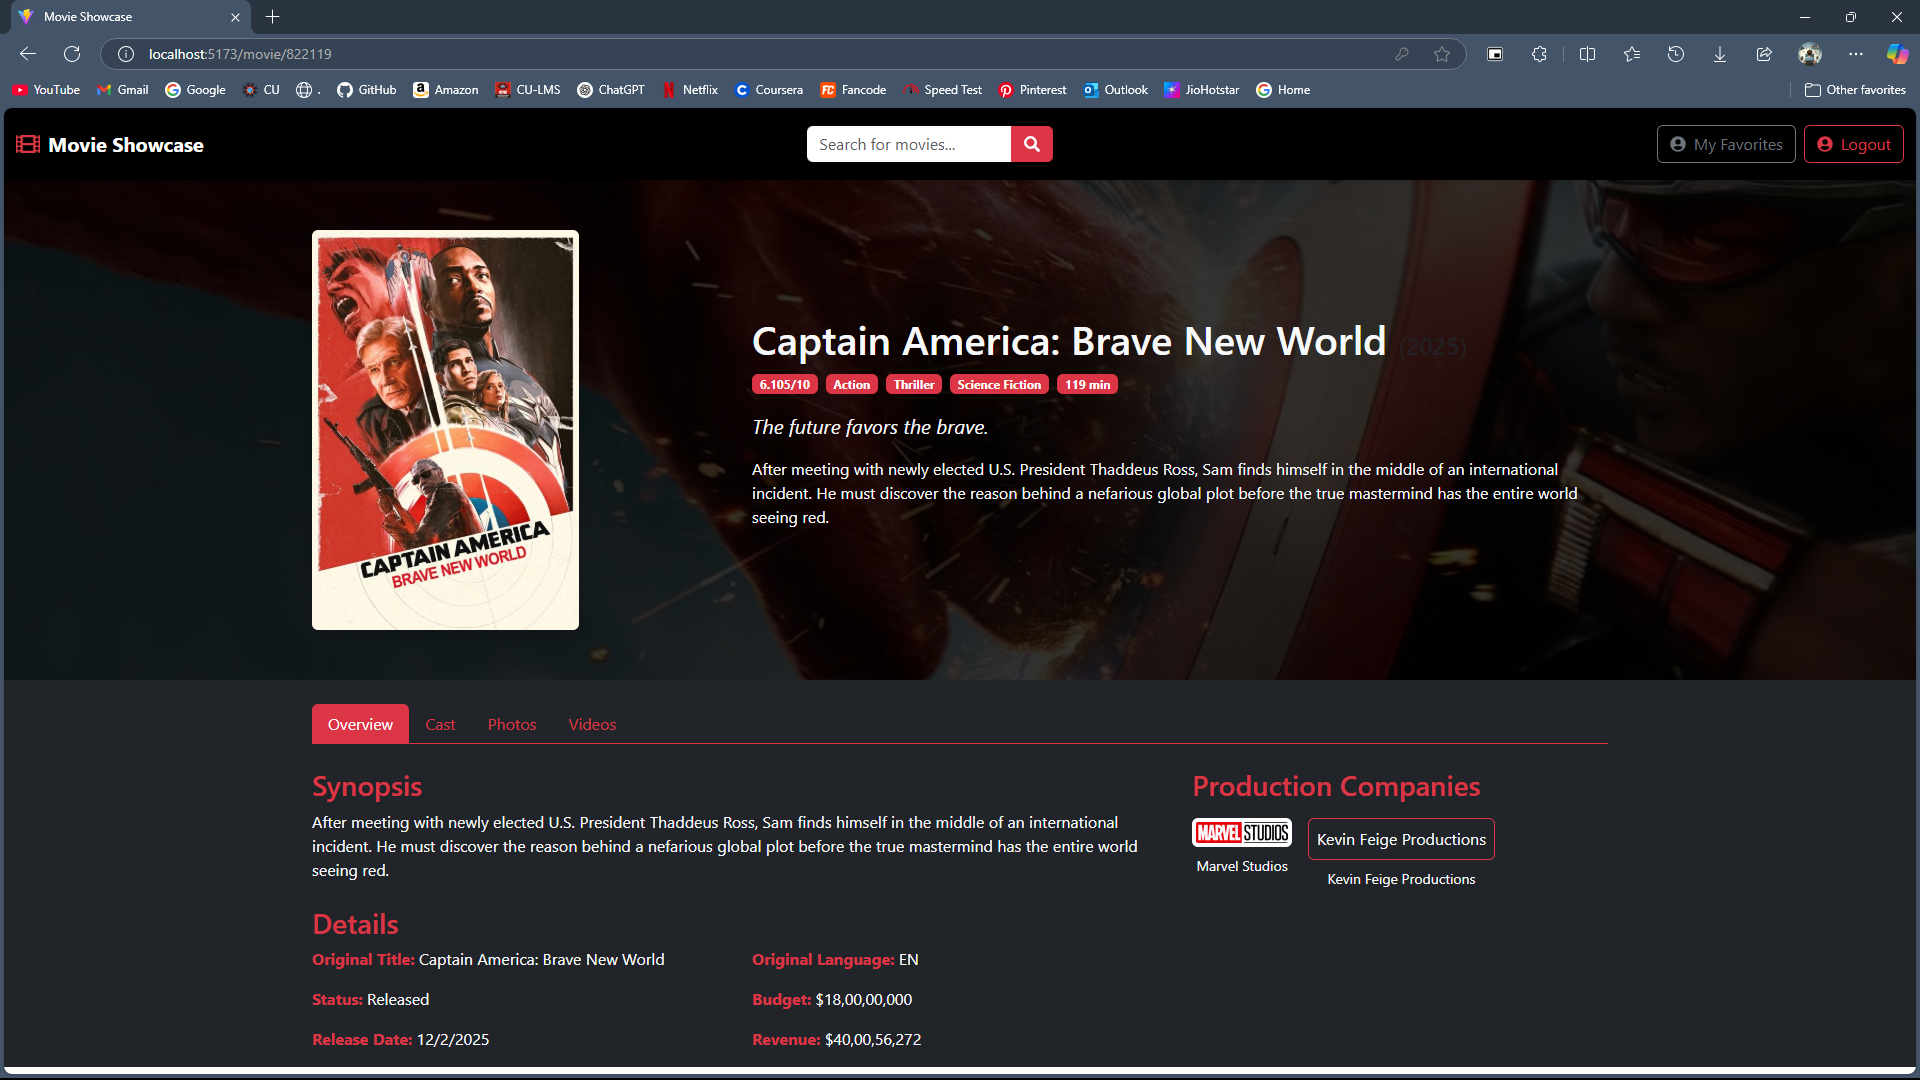 Movie Showcase
localhost:5173/movie/822119
YouTube Gmail Google CU . GitHub Amazon CU-LMS ChatGPT Netflix Coursera Fancode Speed Test Pinterest Outlook JioHotstar Home Other favorites
Movie Showcase
Search for movies...
My Favorites
Logout
CAPTAIN AMERICA
BRAVE NEW WORLD
Captain America: Brave New World (2025)
6.105/10 Action Thriller Science Fiction 119 min
The future favors the brave.
After meeting with newly elected U.S. President Thaddeus Ross, Sam finds himself in the middle of an international
incident. He must discover the reason behind a nefarious global plot before the true mastermind has the entire world
seeing red.
Overview Cast Photos Videos
Synopsis
After meeting with newly elected U.S. President Thaddeus Ross, Sam finds himself in the middle of an international
incident. He must discover the reason behind a nefarious global plot before the true mastermind has the entire world
seeing red.
Production Companies
MARVEL STUDIOS
Marvel Studios
Kevin Feige Productions
Kevin Feige Productions
Details
Original Title: Captain America: Brave New World
Original Language: EN
Status: Released
Budget: $18,00,00,000
Release Date: 12/2/2025
Revenue: $40,00,56,272